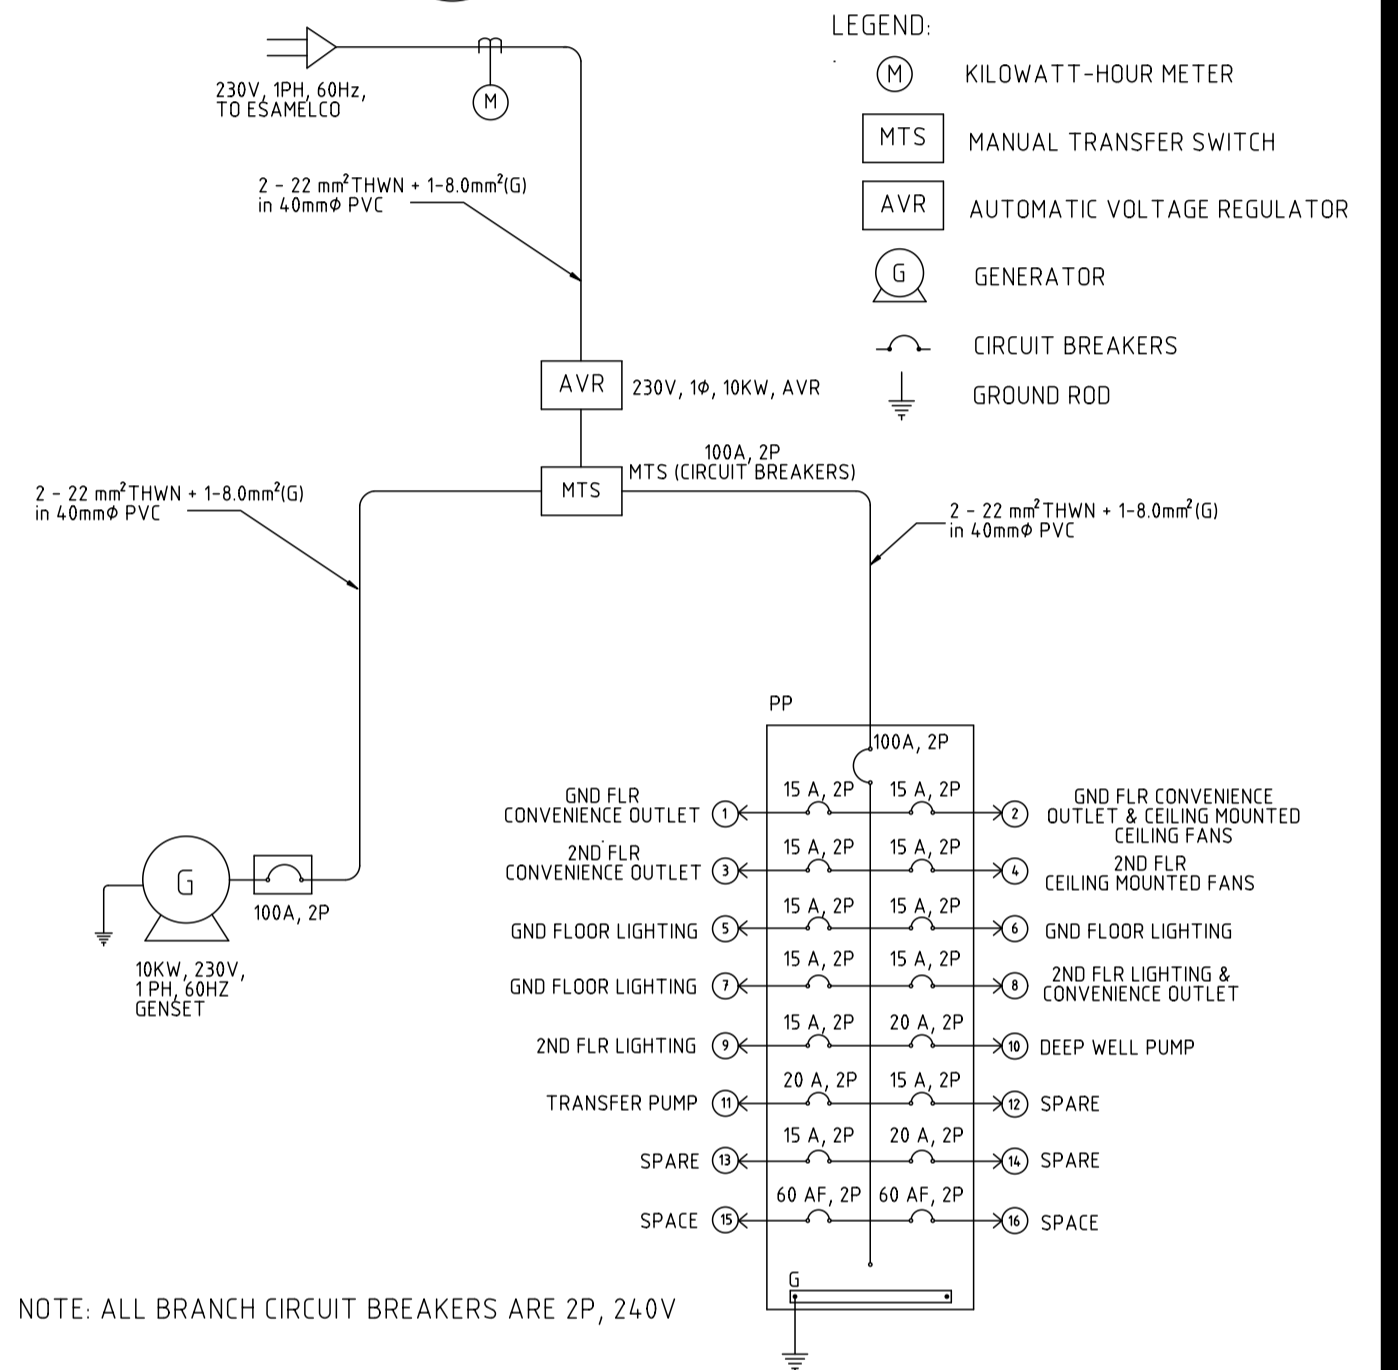 LEGEND:
M
KILOWATT-HOUR METER
MTS
MANUAL TRANSFER SWITCH
AVR
AUTOMATIC VOLTAGE REGULATOR
G
GENERATOR
CIRCUIT BREAKERS
GROUND ROD
230V, 1PH, 60Hz,
TO ESAMELCO
M
2 - 22 mm² THWN + 1-8.0mm²(G)
in 40mmΦ PVC
AVR
230V, 1Φ, 10KW, AVR
100A, 2P
MTS (CIRCUIT BREAKERS)
MTS
2 - 22 mm² THWN + 1-8.0mm²(G)
in 40mmΦ PVC
2 - 22 mm² THWN + 1-8.0mm²(G)
in 40mmΦ PVC
G
100A, 2P
10KW, 230V,
1 PH, 60HZ
GENSET
PP
100A, 2P
GND FLR
CONVENIENCE OUTLET
1
15 A, 2P
15 A, 2P
2
GND FLR CONVENIENCE
OUTLET & CEILING MOUNTED
CEILING FANS
2ND FLR
CONVENIENCE OUTLET
3
15 A, 2P
15 A, 2P
4
2ND FLR
CEILING MOUNTED FANS
GND FLOOR LIGHTING
5
15 A, 2P
15 A, 2P
6
GND FLOOR LIGHTING
GND FLOOR LIGHTING
7
15 A, 2P
15 A, 2P
8
2ND FLR LIGHTING &
CONVENIENCE OUTLET
2ND FLR LIGHTING
9
15 A, 2P
20 A, 2P
10
DEEP WELL PUMP
TRANSFER PUMP
11
20 A, 2P
15 A, 2P
12
SPARE
SPARE
13
15 A, 2P
20 A, 2P
14
SPARE
SPACE
15
60 AF, 2P
60 AF, 2P
16
SPACE
G
NOTE: ALL BRANCH CIRCUIT BREAKERS ARE 2P, 240V